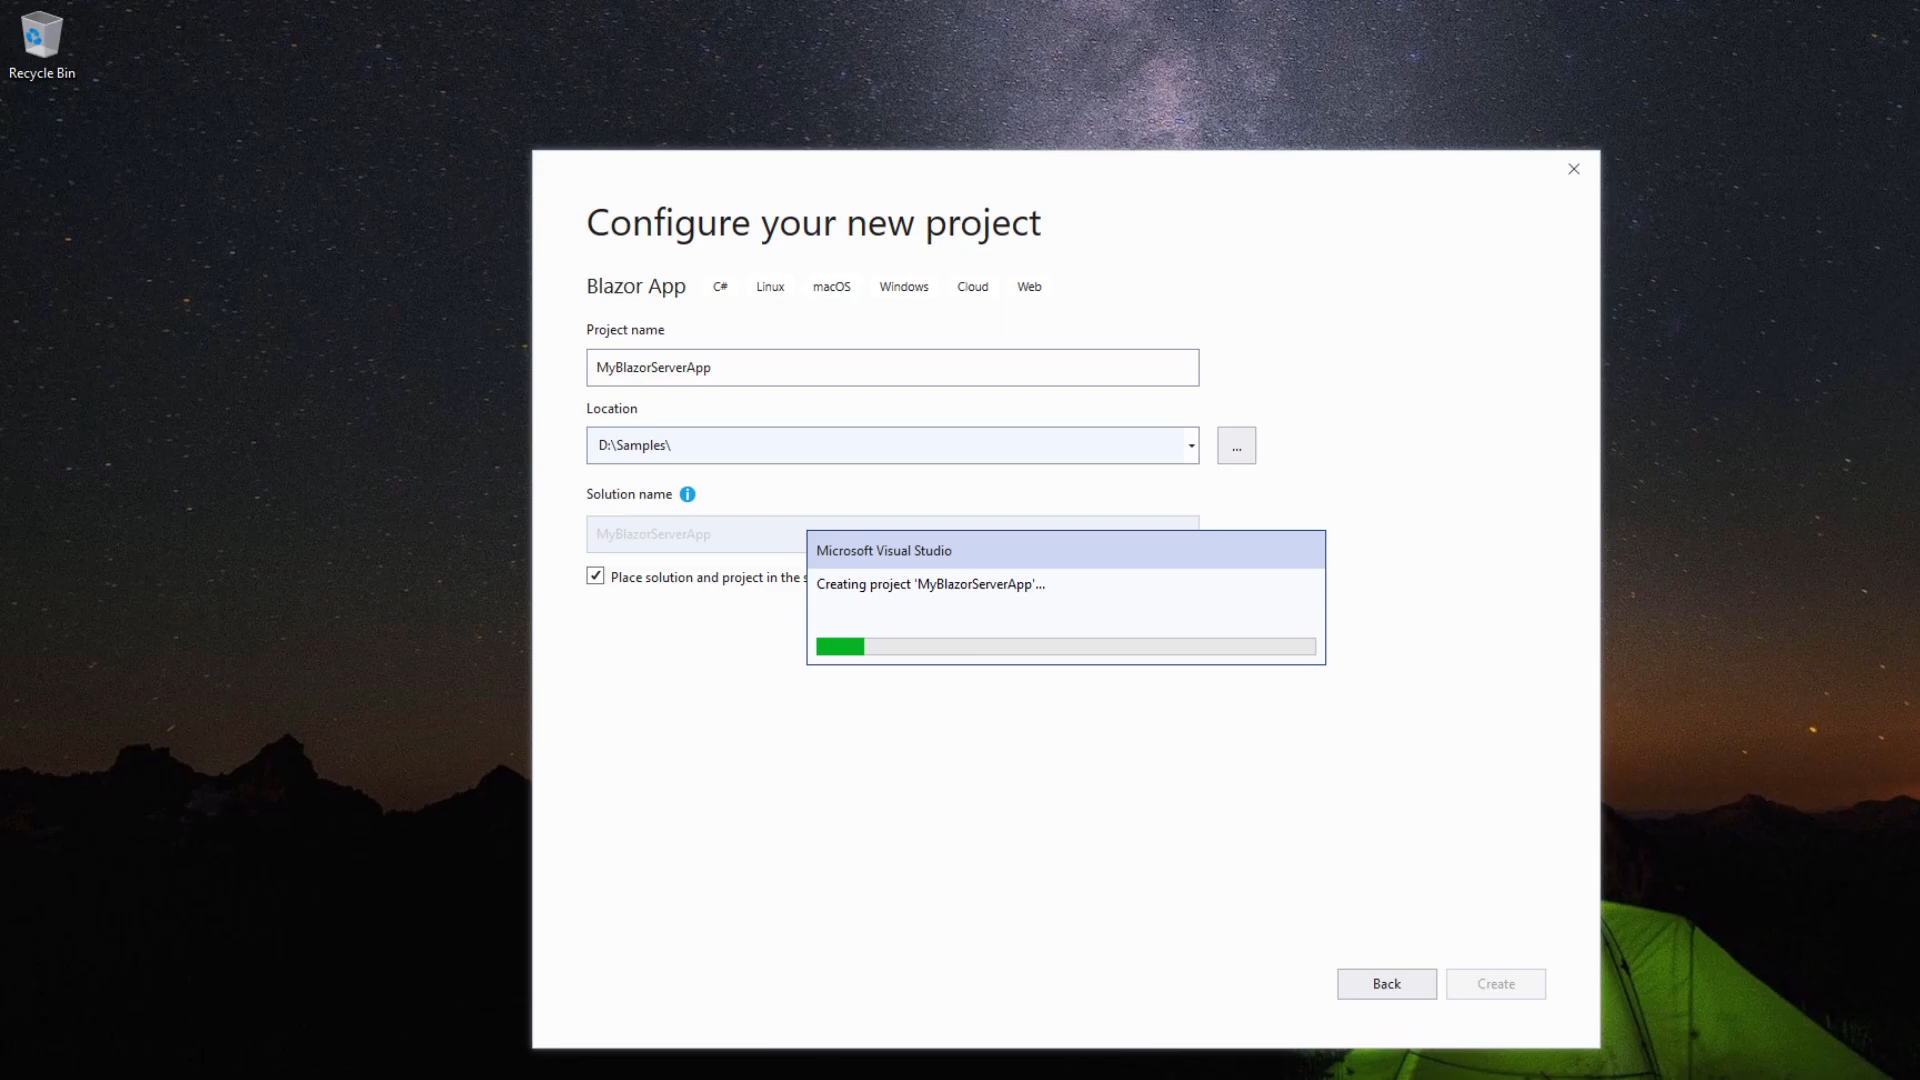 Recycle Bin
Configure your new project
Blazor App C# Linux macOS Windows Cloud Web
Project name
MyBlazorServerApp
Location
D:\Samples\
...
Solution name
MyBlazorServerApp
Place solution and project in the s
Microsoft Visual Studio
Creating project 'MyBlazorServerApp'...
Back
Create